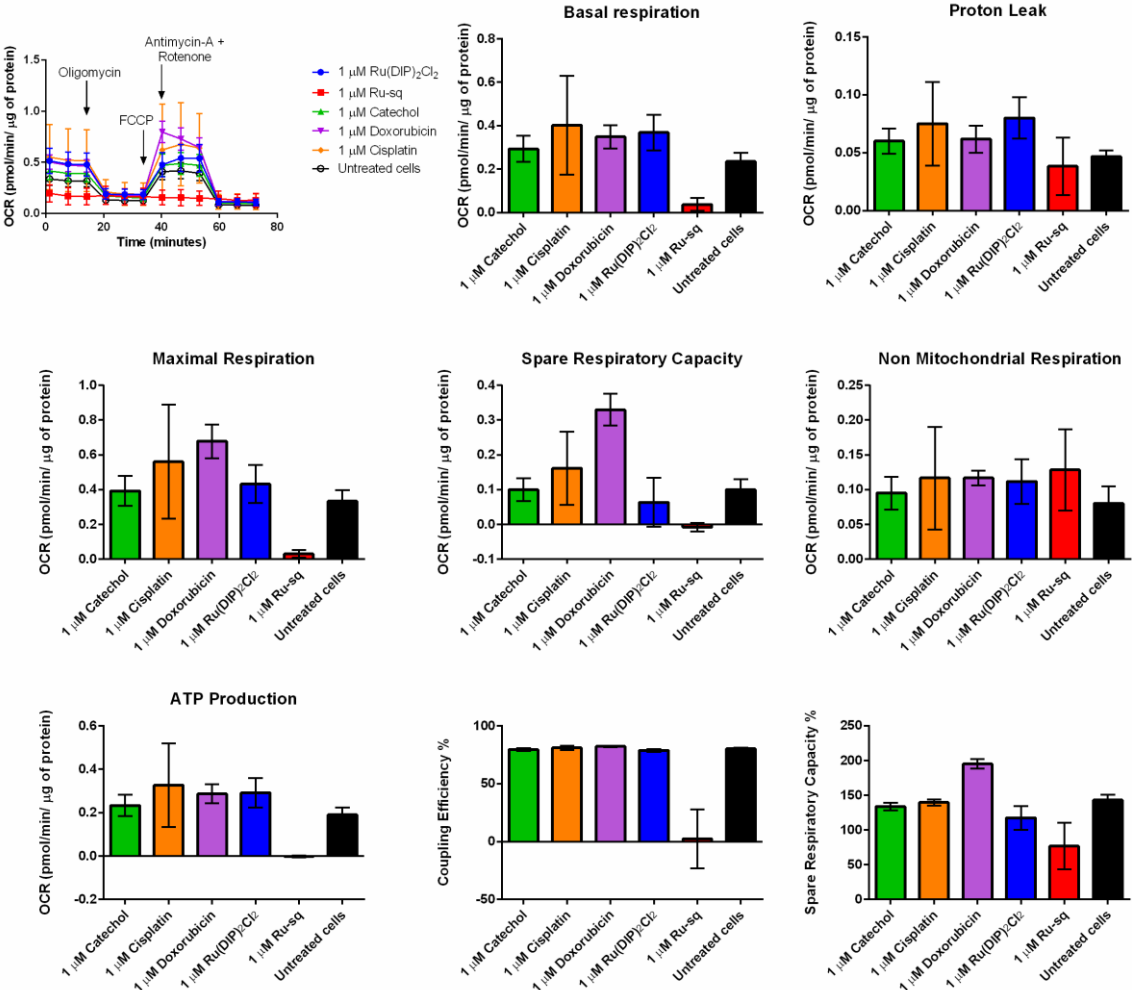 Basal respiration
Proton Leak
Antimycin-A +
Rotenone
Oligomycin
FCCP
OCR (pmol/min/ μg of protein)
1.5
1.0
0.5
0.0
0
20
40
60
80
Time (minutes)
1 μM Ru(DIP)2Cl2
1 μM Ru-sq
1 μM Catechol
1 μM Doxorubicin
1 μM Cisplatin
Untreated cells
OCR (pmol/min/ μg of protein)
0.8
0.6
0.4
0.2
0.0
1 μM Catechol
1 μM Cisplatin
1 μM Doxorubicin
1 μM Ru(DIP)2Cl2
1 μM Ru-sq
Untreated cells
OCR (pmol/min/ μg of protein)
0.15
0.10
0.05
0.00
1 μM Catechol
1 μM Cisplatin
1 μM Doxorubicin
1 μM Ru(DIP)2Cl2
1 μM Ru-sq
Untreated cells
Maximal Respiration
OCR (pmol/min/ μg of protein)
1.0
0.8
0.6
0.4
0.2
0.0
1 μM Catechol
1 μM Cisplatin
1 μM Doxorubicin
1 μM Ru(DIP)2Cl2
1 μM Ru-sq
Untreated cells
Spare Respiratory Capacity
OCR (pmol/min/ μg of protein)
0.4
0.3
0.2
0.1
0.0
-0.1
1 μM Catechol
1 μM Cisplatin
1 μM Doxorubicin
1 μM Ru(DIP)2Cl2
1 μM Ru-sq
Untreated cells
Non Mitochondrial Respiration
OCR (pmol/min/ μg of protein)
0.25
0.20
0.15
0.10
0.05
0.00
1 μM Catechol
1 μM Cisplatin
1 μM Doxorubicin
1 μM Ru(DIP)2Cl2
1 μM Ru-sq
Untreated cells
ATP Production
OCR (pmol/min/ μg of protein)
0.6
0.4
0.2
0.0
-0.2
1 μM Catechol
1 μM Cisplatin
1 μM Doxorubicin
1 μM Ru(DIP)2Cl2
1 μM Ru-sq
Untreated cells
Coupling Efficiency %
100
50
0
-50
1 μM Catechol
1 μM Cisplatin
1 μM Doxorubicin
1 μM Ru(DIP)2Cl2
1 μM Ru-sq
Untreated cells
Spare Respiratory Capacity %
250
200
150
100
50
0
1 μM Catechol
1 μM Cisplatin
1 μM Doxorubicin
1 μM Ru(DIP)2Cl2
1 μM Ru-sq
Untreated cells